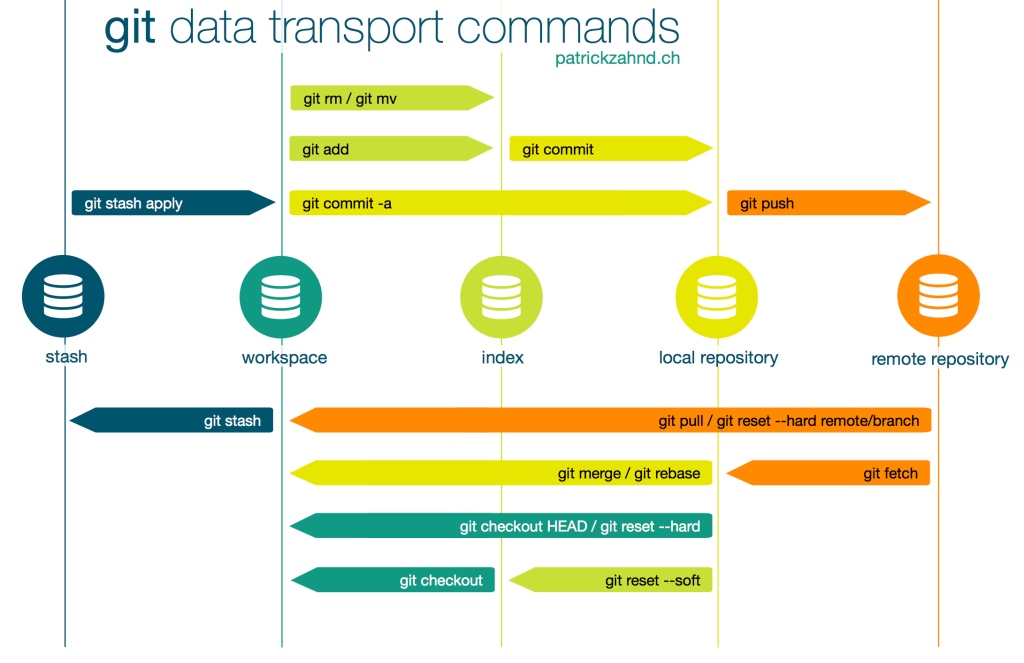 git data transport commands
patrickzahnd.ch
git rm / git mv
git add
git commit
git stash apply
git commit -a
git push
stash
workspace
index
local repository
remote repository
git stash
git pull / git reset --hard remote/branch
git merge / git rebase
git fetch
git checkout HEAD / git reset --hard
git checkout
git reset --soft